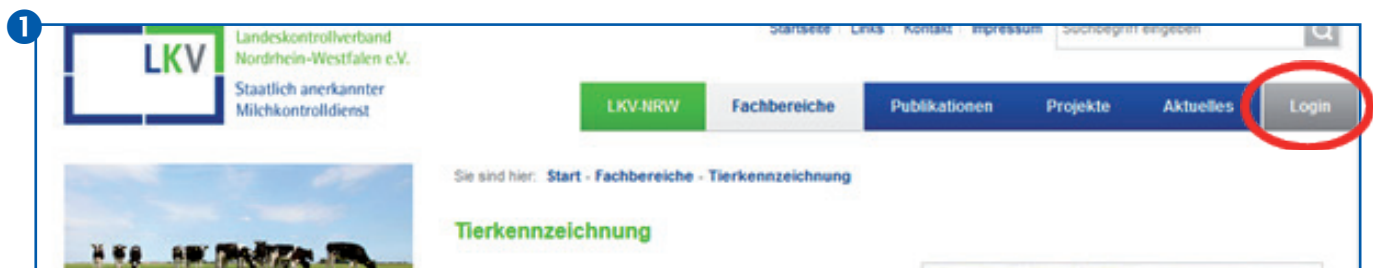 1
Startseite Links Kontakt Impressum Suchbegriff eingeben
LKV
Landeskontrollverband
Nordrhein-Westfalen e.V.
Staatlich anerkannter
Milchkontrolldienst
LKV-NRW Fachbereiche Publikationen Projekte Aktuelles Login
Sie sind hier: Start - Fachbereiche - Tierkennzeichnung
Tierkennzeichnung